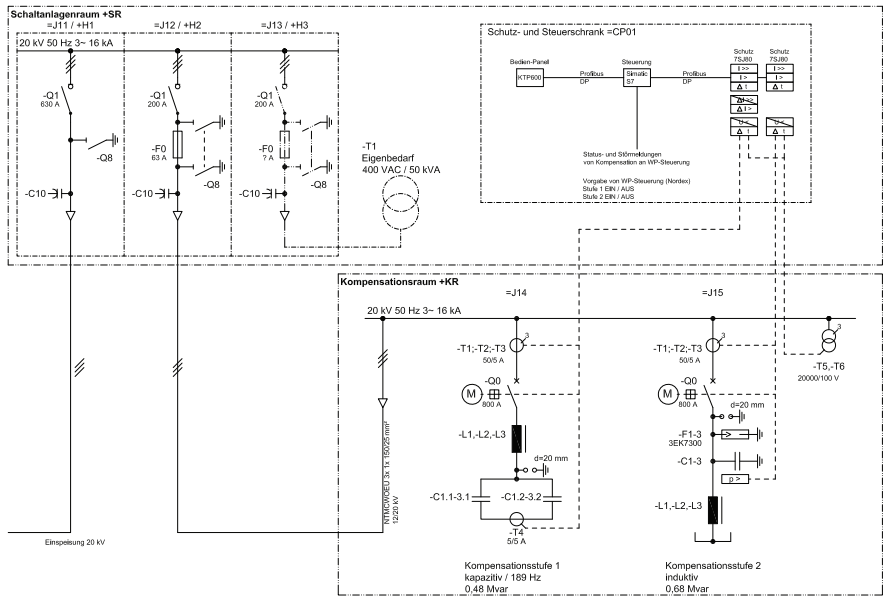 Schaltanlagenraum +SR
=J11 / +H1
=J12 / +H2
=J13 / +H3
20 kV 50 Hz 3~ 16 kA
-Q1
630 A
-Q8
-C10
-Q1
200 A
-F0
63 A
-Q8
-C10
-Q1
200 A
-F0
? A
-Q8
-C10
-T1
Eigenbedarf
400 VAC / 50 kVA
Schutz- und Steuerschrank =CP01
Bedien-Panel
KTP600
Profibus
DP
Steuerung
Simatic
S7
Profibus
DP
Schutz
7SJ80
I >>
I >
Δ t
ΔI >>
Δ I >
U <
Δ t
Schutz
7SJ80
I >>
I >
Δ t
U <
Δ t
Status- und Störmeldungen
von Kompensation an WP-Steuerung
Vorgabe von WP-Steuerung (Nordex)
Stufe 1 EIN / AUS
Stufe 2 EIN / AUS
Kompensationsraum +KR
=J14
=J15
20 kV 50 Hz 3~ 16 kA
-T1;-T2;-T3
50/5 A
3
-Q0
M
800 A
-L1,-L2,-L3
d=20 mm
-C1.1-3.1
-C1.2-3.2
-T4
5/5 A
-T1;-T2;-T3
50/5 A
3
-Q0
M
800 A
d=20 mm
-F1-3
3EK7300
>
-C1-3
p >
-L1,-L2,-L3
3
-T5,-T6
20000/100 V
NTMCWOEU 3x 1x 150/25 mm²
12/20 kV
Einspeisung 20 kV
Kompensationsstufe 1
kapazitiv / 189 Hz
0,48 Mvar
Kompensationsstufe 2
induktiv
0,68 Mvar